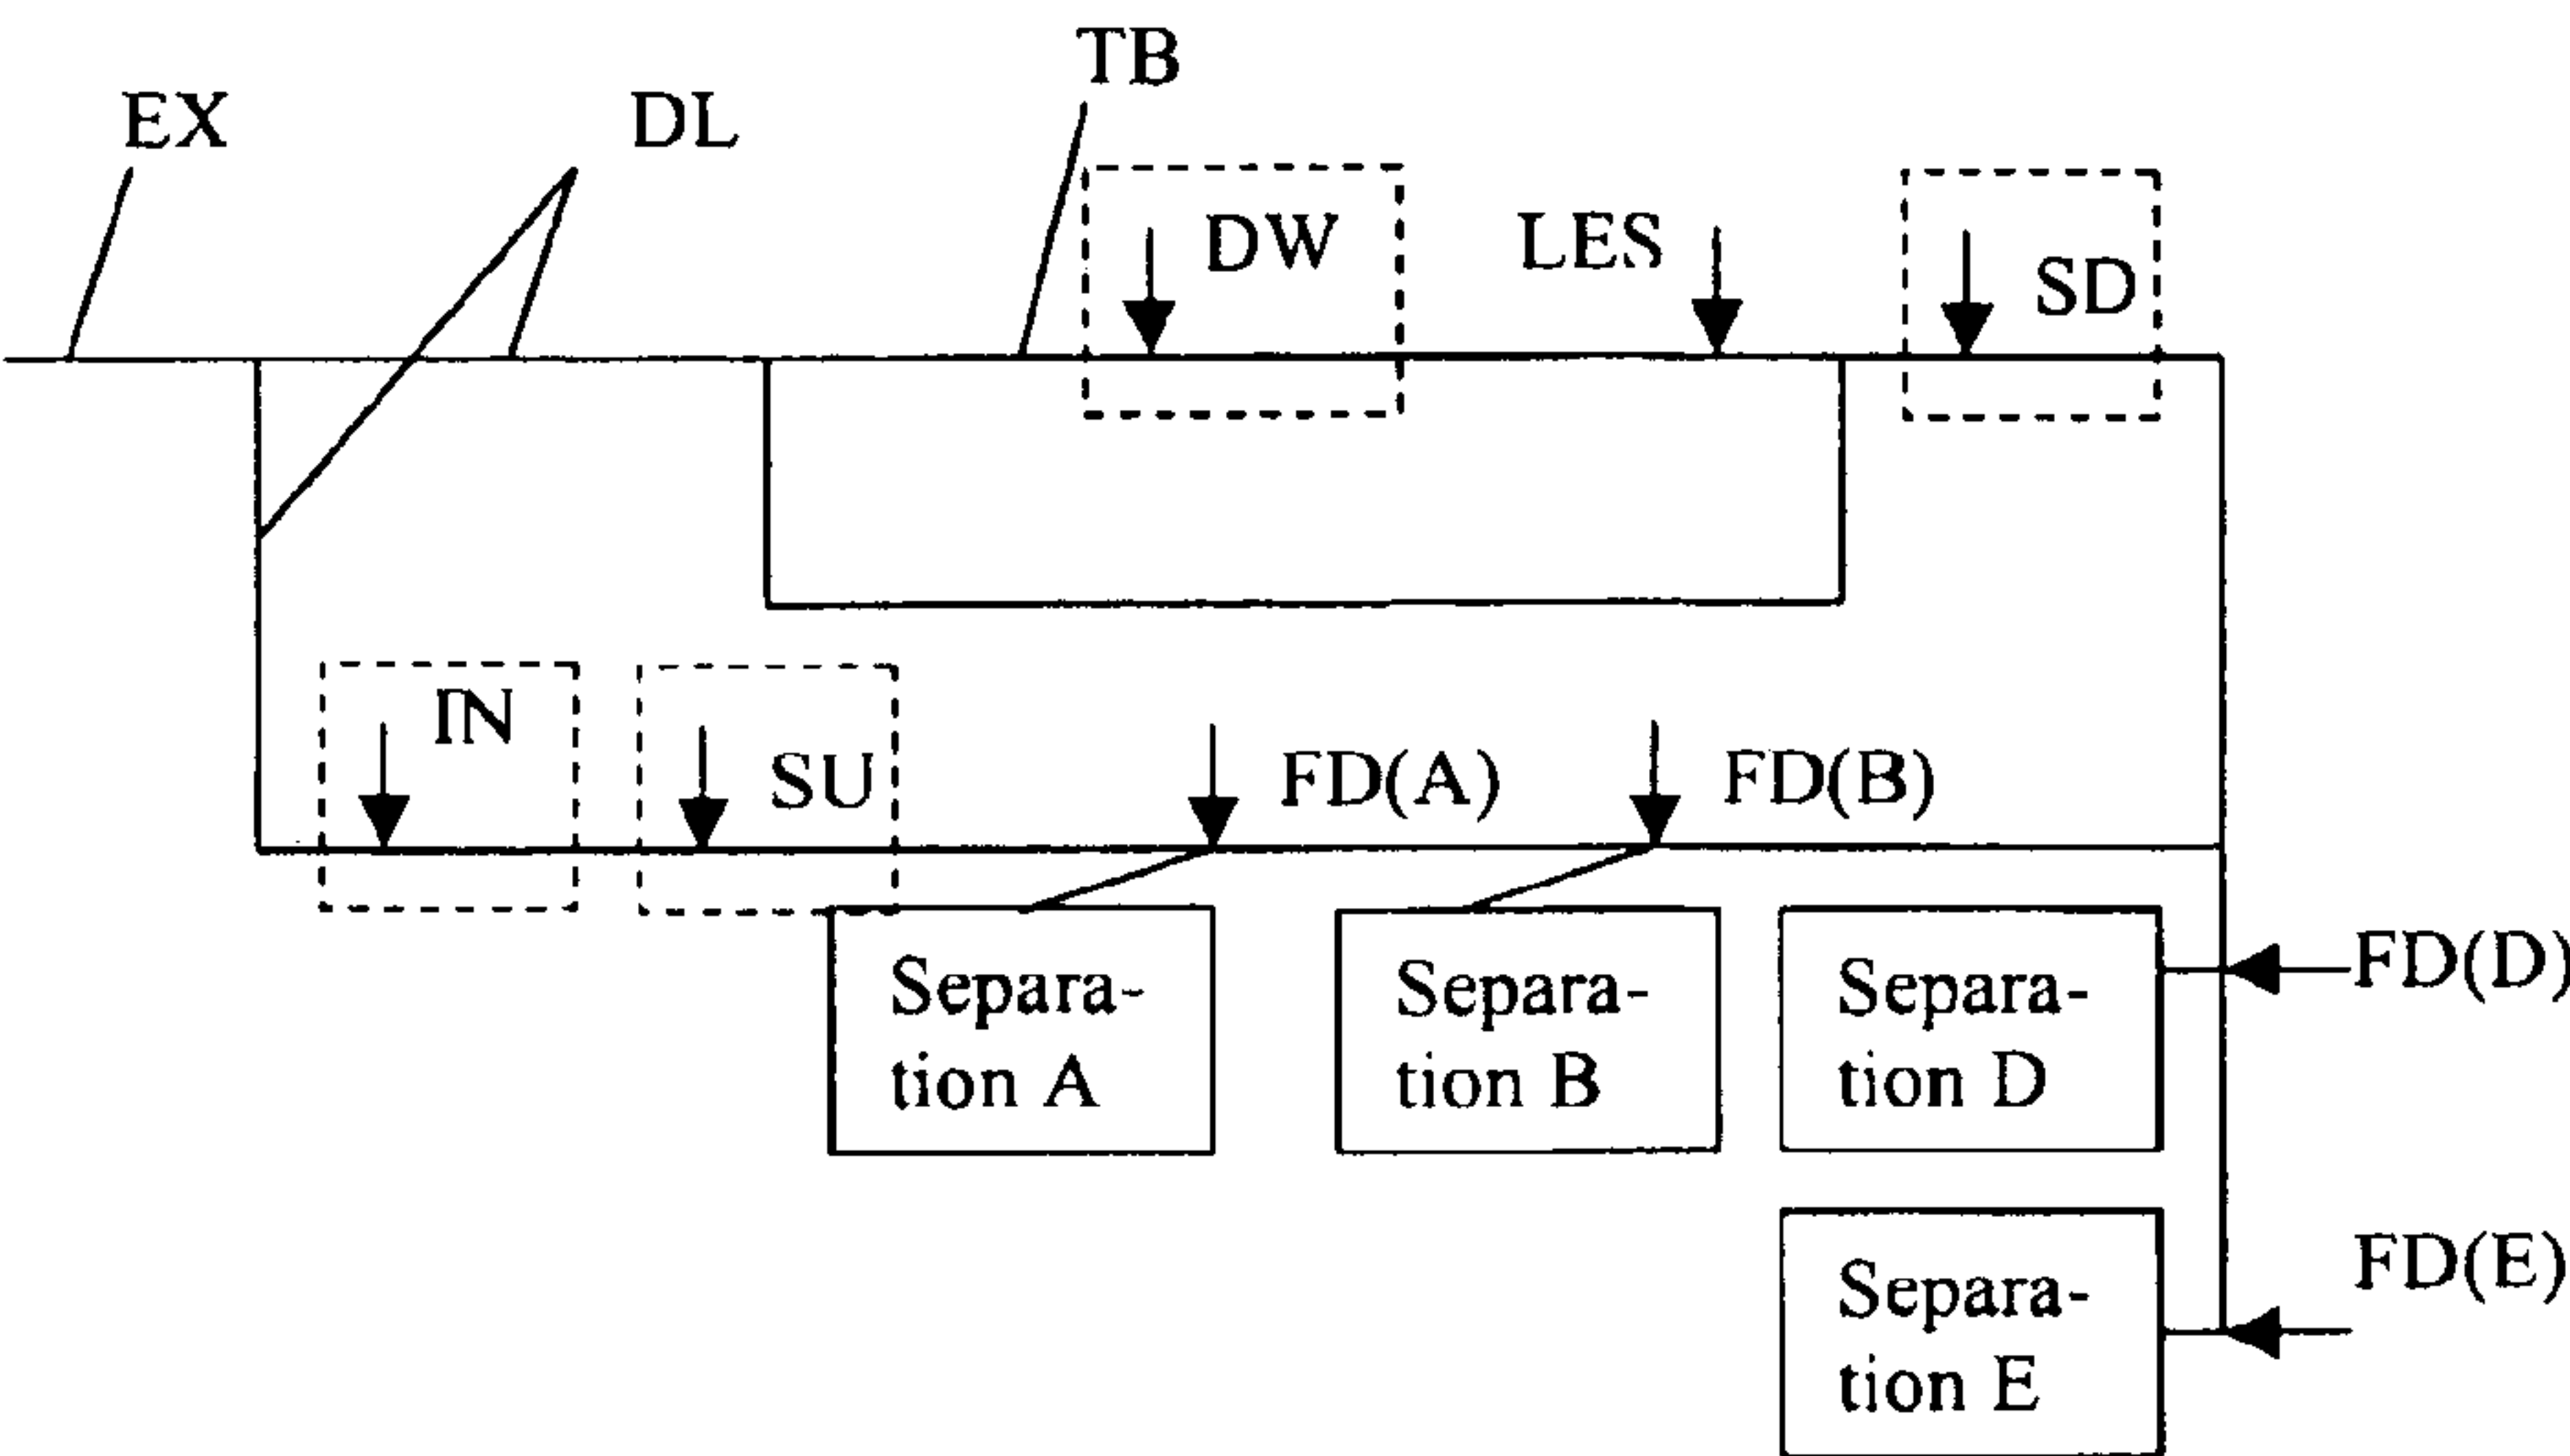 TB
EX
DL
DW
LES
SD
IN
SU
FD(A)
FD(B)
Separa-
tion A
Separa-
tion B
Separa-
tion D
FD(D)
Separa-
tion E
FD(E)